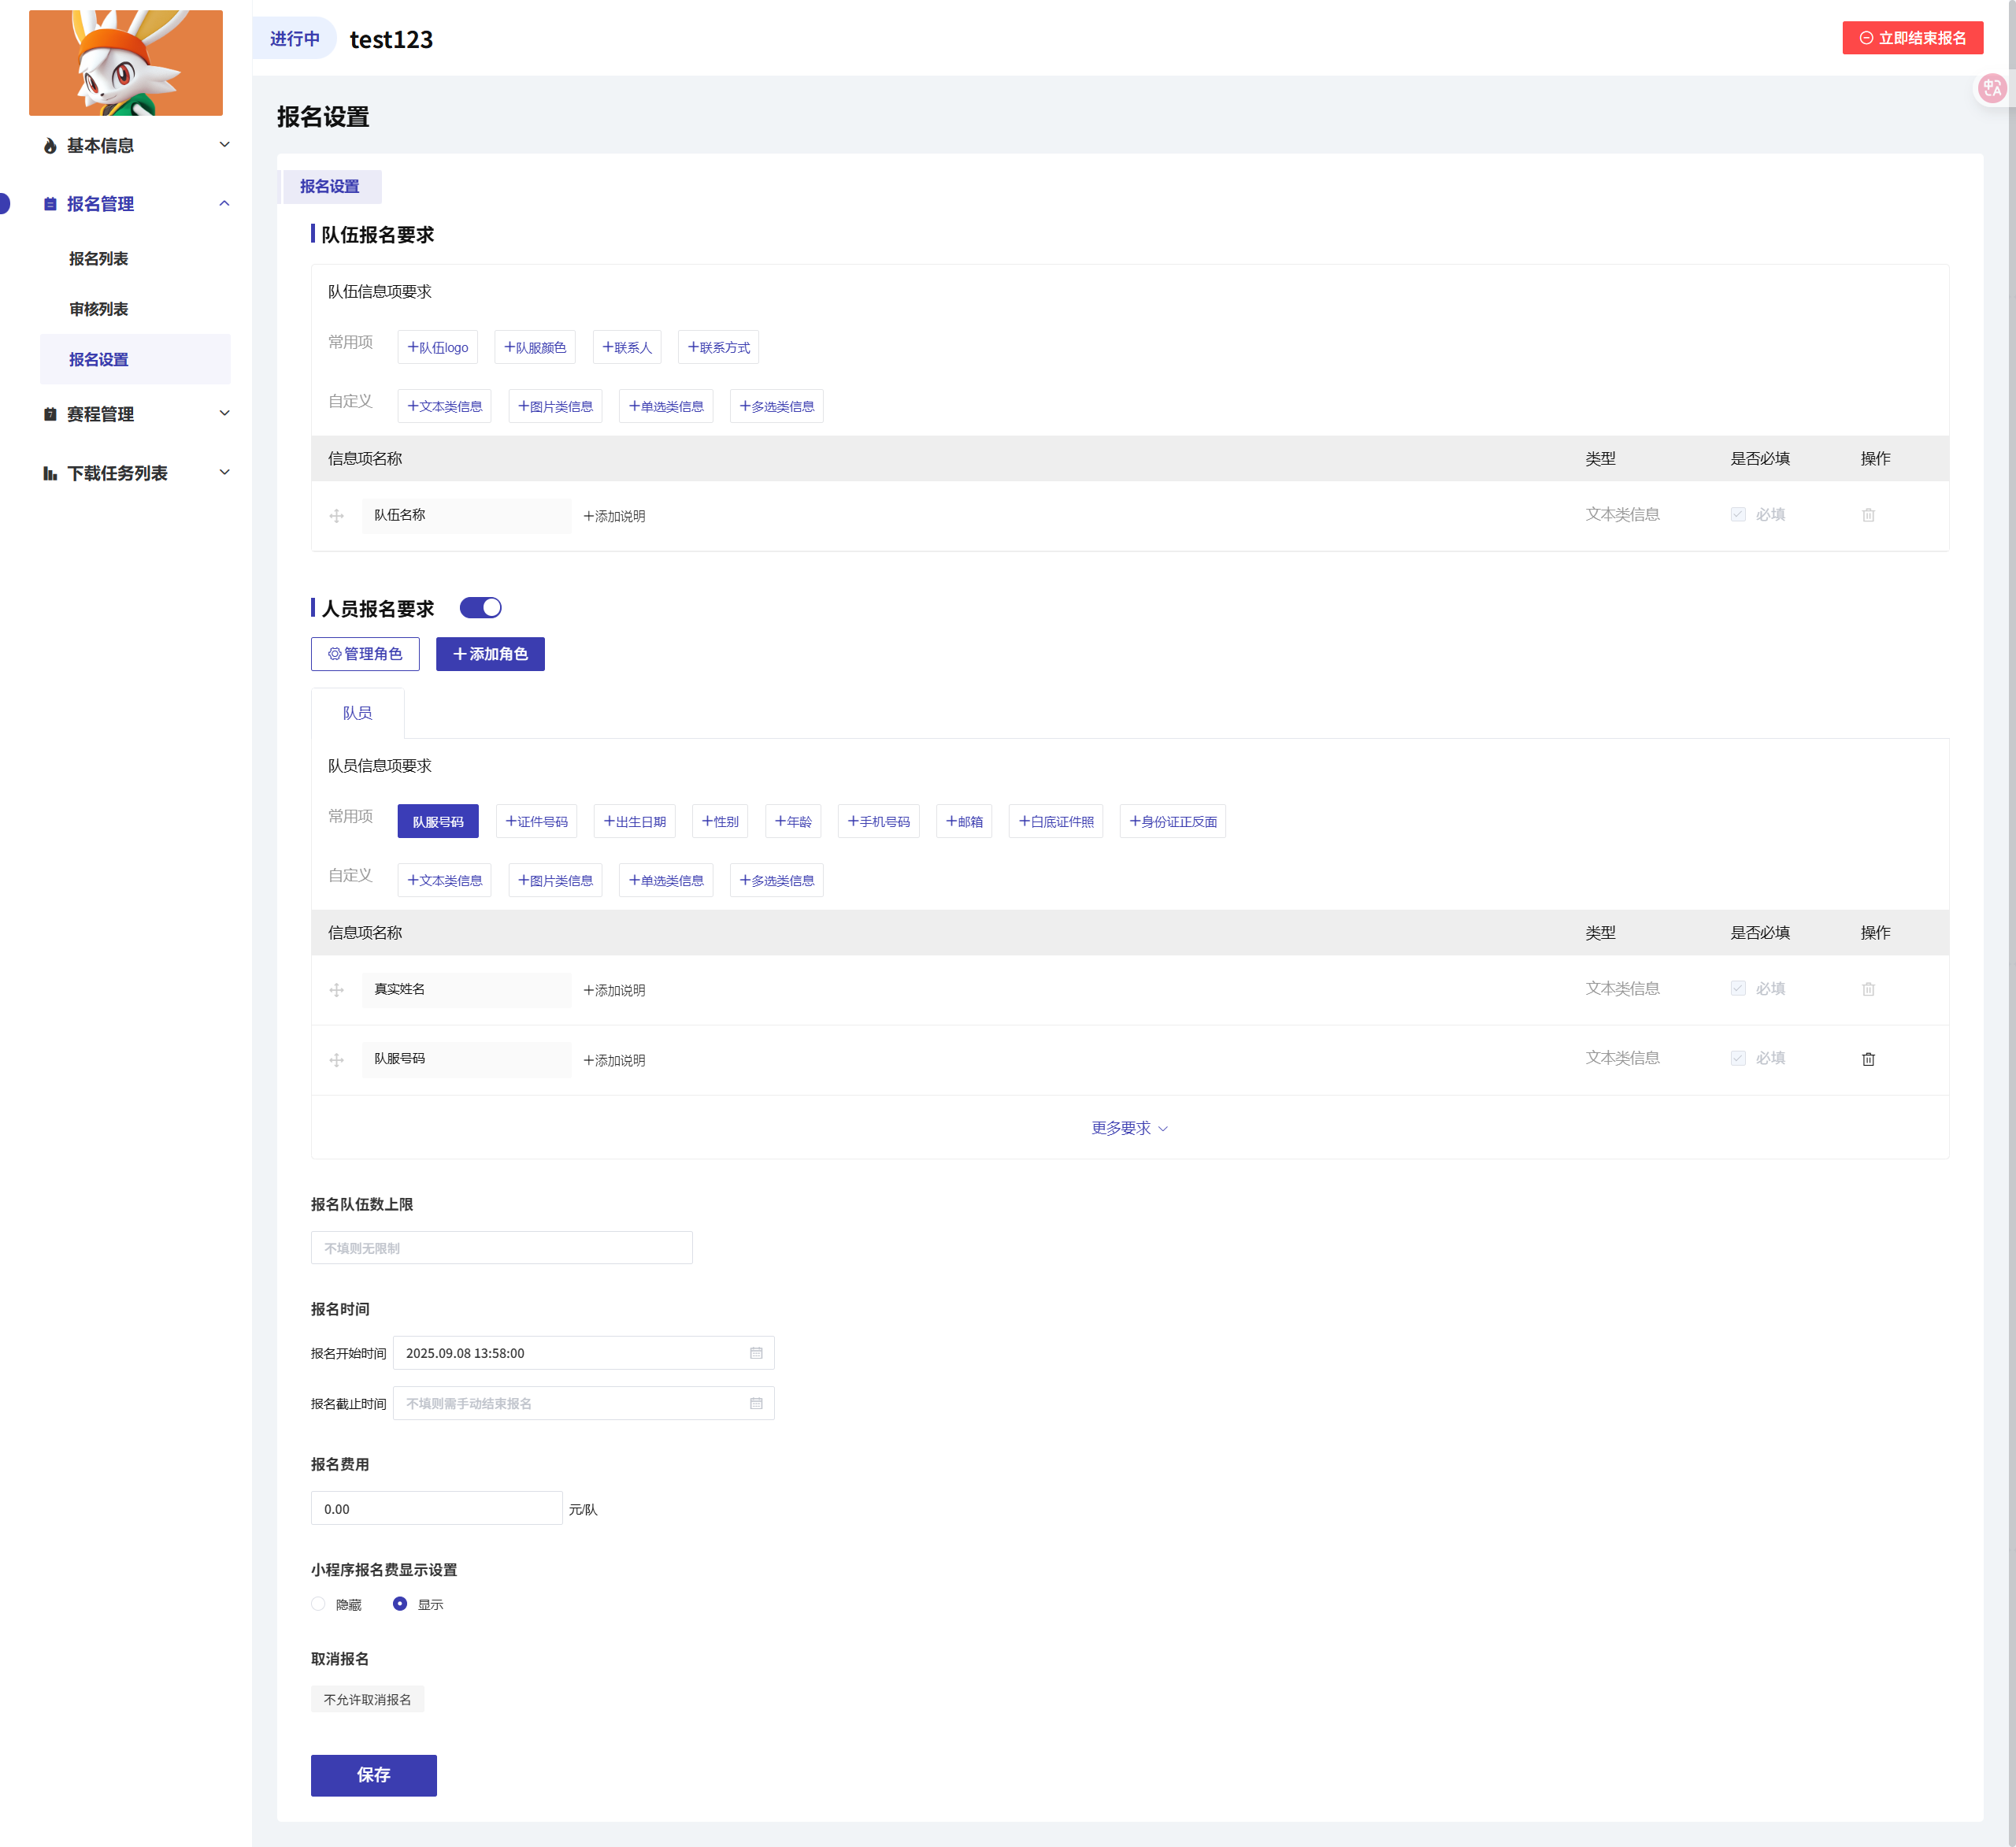 进行中
test123
立即结束报名
基本信息
报名管理
报名列表
审核列表
报名设置
赛程管理
下载任务列表
报名设置
报名设置
队伍报名要求
队伍信息项要求
常用项 +队伍logo +队服颜色 +联系人 +联系方式
自定义 +文本类信息 +图片类信息 +单选类信息 +多选类信息
信息项名称 类型 是否必填 操作
队伍名称 +添加说明 文本类信息 必填
人员报名要求
管理角色 +添加角色
队员
队员信息项要求
常用项 队服号码 +证件号码 +出生日期 +性别 +年龄 +手机号码 +邮箱 +白底证件照 +身份证正反面
自定义 +文本类信息 +图片类信息 +单选类信息 +多选类信息
信息项名称 类型 是否必填 操作
真实姓名 +添加说明 文本类信息 必填
队服号码 +添加说明 文本类信息 必填
更多要求
报名队伍数上限
不填则无限制
报名时间
报名开始时间 2025.09.08 13:58:00
报名截止时间 不填则需手动结束报名
报名费用
0.00 元/队
小程序报名费显示设置
隐藏 显示
取消报名
不允许取消报名
保存